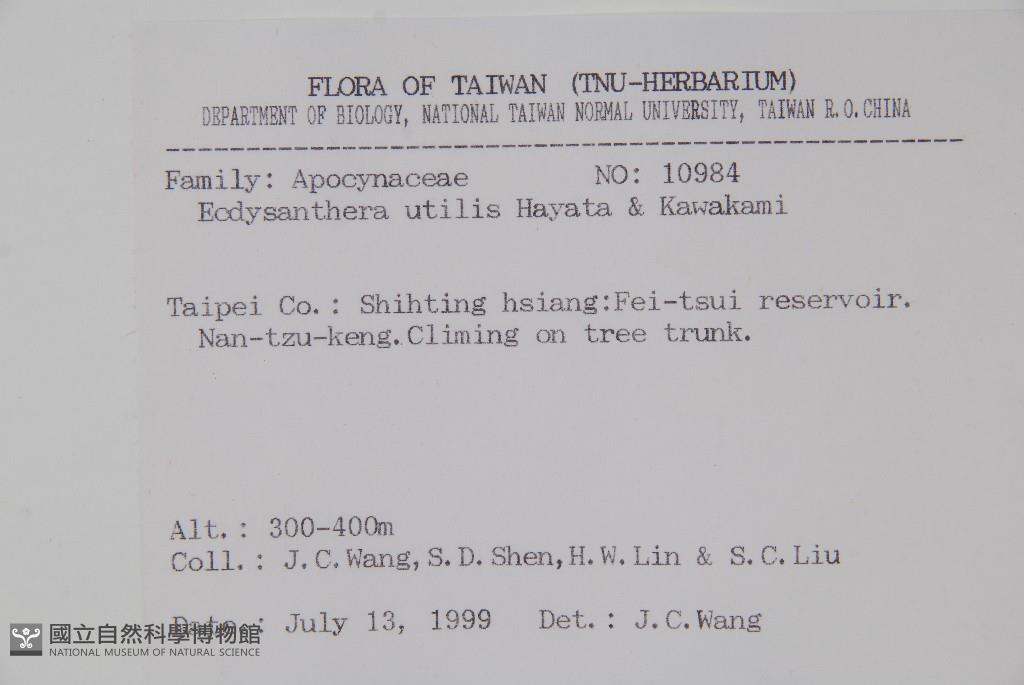 FLORA OF TAIWAN (TNU-HERBARIUM)
DEPARTMENT OF BIOLOGY, NATIONAL TAIWAN NORMAL UNIVERSITY, TAIWAN R.O.CHINA
Family: Apocynaceae NO: 10984
Ecdysanthera utilis Hayata & Kawakami
Taipei Co.: Shihting hsiang:Fei-tsui reservoir.
Nan-tzu-keng.Climing on tree trunk.
Alt.: 300-400m
Coll.: J.C.Wang,S.D.Shen,H.W.Lin & S.C.Liu
Date.: July 13, 1999 Det.: J.C.Wang
國立自然科學博物館
NATIONAL MUSEUM OF NATURAL SCIENCE